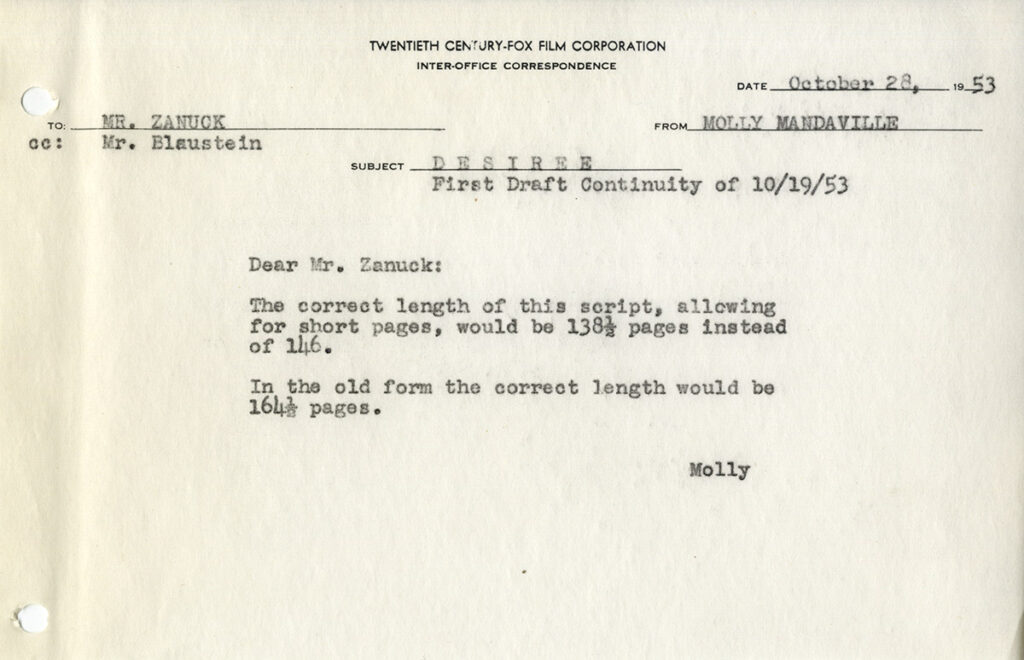 TWENTIETH CENTURY-FOX FILM CORPORATION
INTER-OFFICE CORRESPONDENCE
DATE October 28, 1953
TO: MR. ZANUCK FROM MOLLY MANDAVILLE
cc: Mr. Blaustein
SUBJECT D E S I R E E
First Draft Continuity of 10/19/53
Dear Mr. Zanuck:
The correct length of this script, allowing
for short pages, would be 138½ pages instead
of 146.
In the old form the correct length would be
164½ pages.
Molly